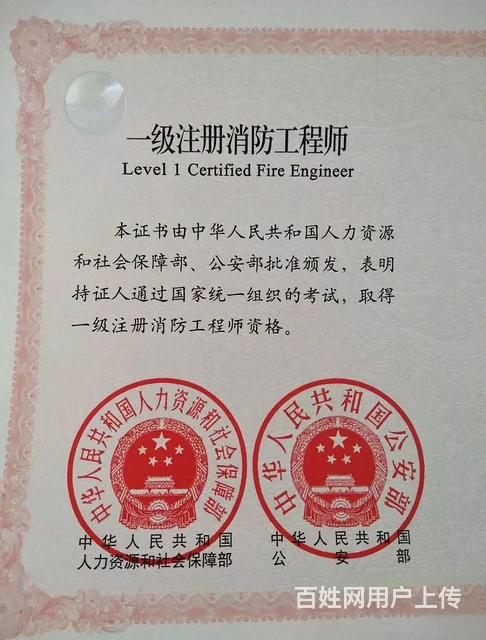 一级注册消防工程师
Level 1 Certified Fire Engineer
本证书由中华人民共和国人力资源
和社会保障部、公安部批准颁发，表明
持证人通过国家统一组织的考试，取得
一级注册消防工程师资格。
中华人民共和国人力资源和社会保障部
中华人民共和国公安部
中华人民共和国
人力资源和社会保障部
中华人民共和国
公安部
百姓网用户上传